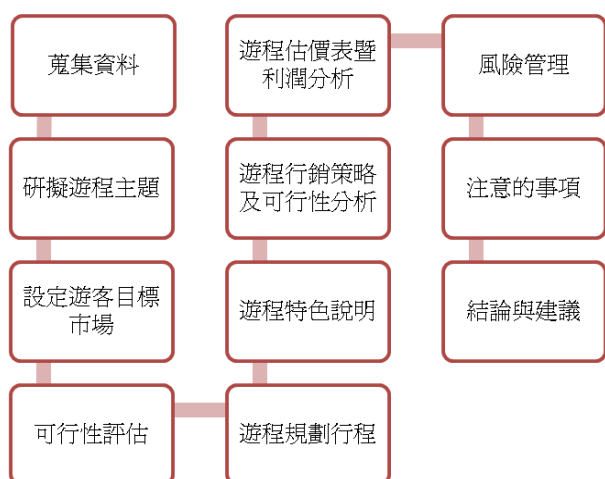 蒐集資料
研擬遊程主題
設定遊客目標
市場
可行性評估
遊程規劃行程
遊程特色說明
遊程行銷策略
及可行性分析
遊程估價表暨
利潤分析
風險管理
注意的事項
結論與建議